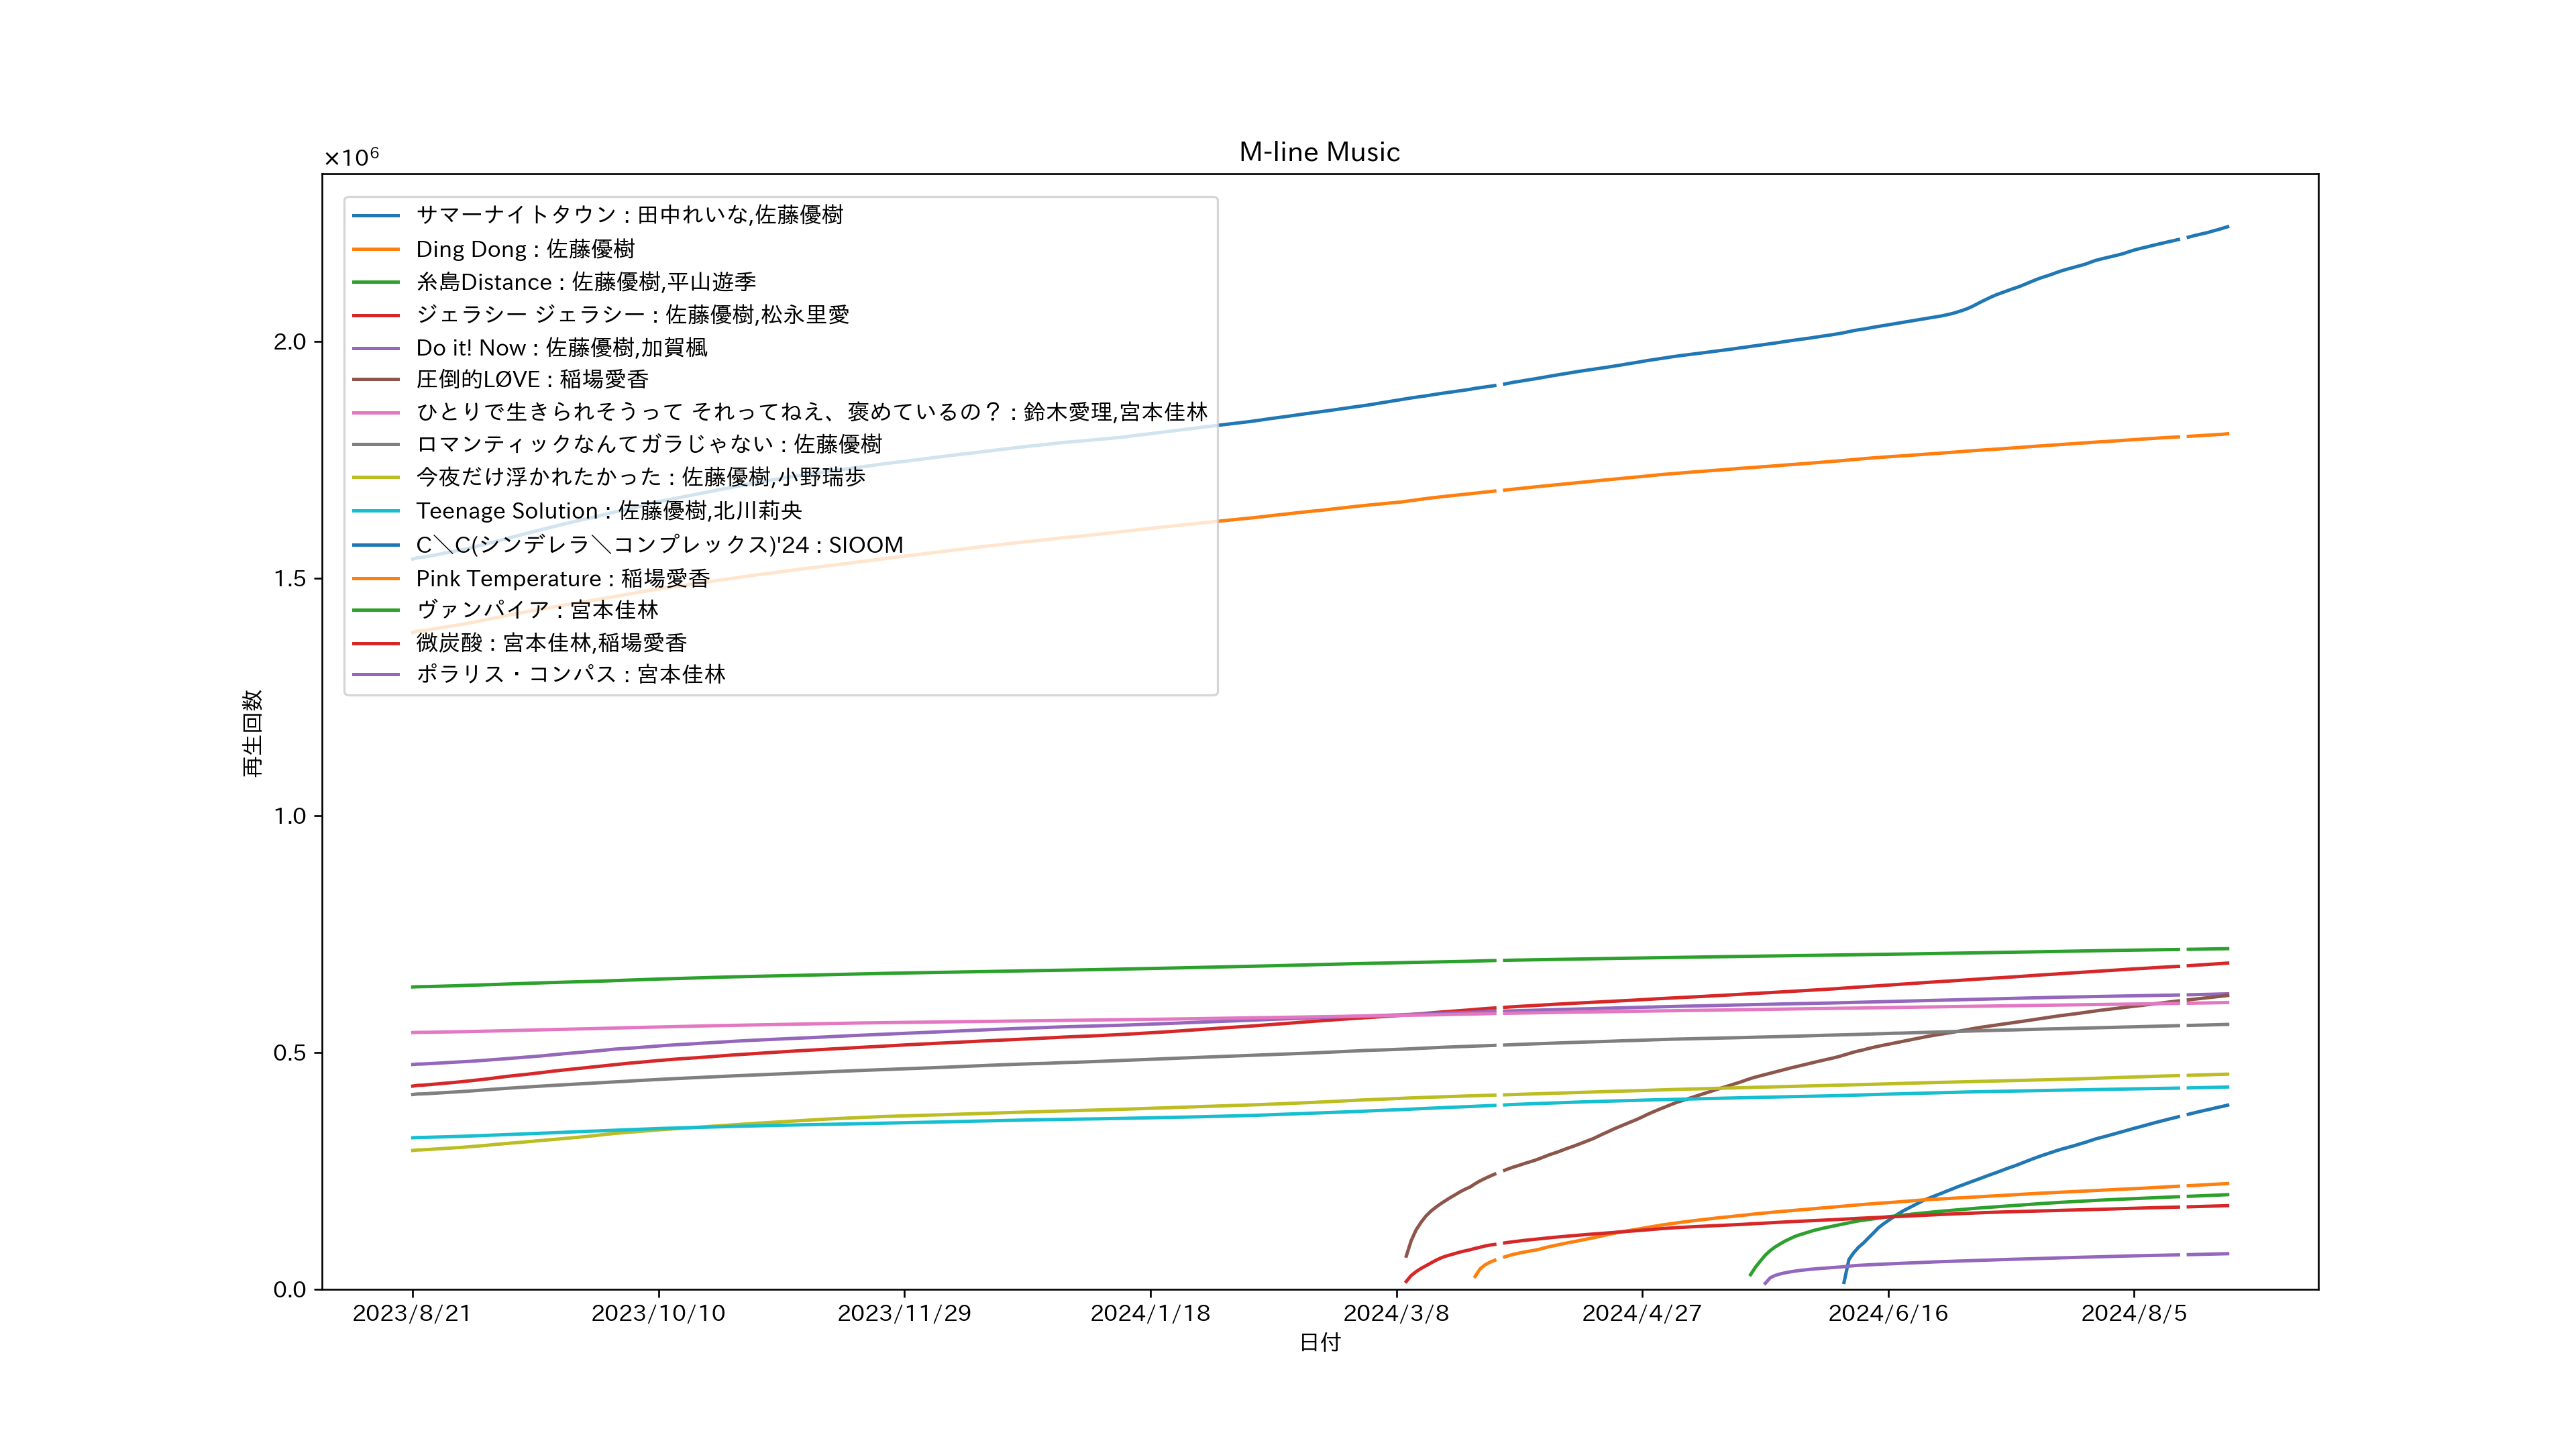 M-line Music
×10⁶
サマーナイトタウン : 田中れいな,佐藤優樹
Ding Dong : 佐藤優樹
糸島Distance : 佐藤優樹,平山遊季
ジェラシー ジェラシー : 佐藤優樹,松永里愛
Do it! Now : 佐藤優樹,加賀楓
圧倒的LØVE : 稲場愛香
ひとりで生きられそうって それってねえ、褒めているの？ : 鈴木愛理,宮本佳林
ロマンティックなんてガラじゃない : 佐藤優樹
今夜だけ浮かれたかった : 佐藤優樹,小野瑞歩
Teenage Solution : 佐藤優樹,北川莉央
C＼C(シンデレラ＼コンプレックス)'24 : SIOOM
Pink Temperature : 稲場愛香
ヴァンパイア : 宮本佳林
微炭酸 : 宮本佳林,稲場愛香
ポラリス・コンパス : 宮本佳林
2.0
1.5
1.0
0.5
0.0
再生回数
2023/8/21 2023/10/10 2023/11/29 2024/1/18 2024/3/8 2024/4/27 2024/6/16 2024/8/5
日付